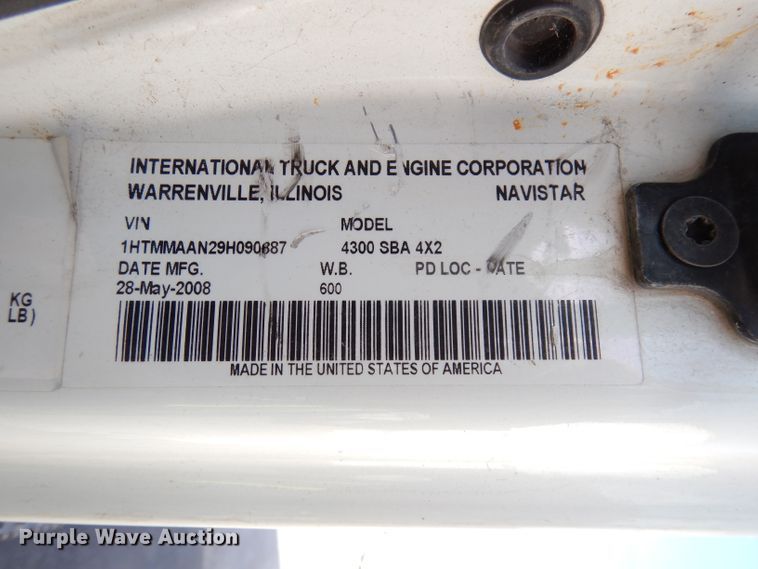 INTERNATIONAL TRUCK AND ENGINE CORPORATION
WARRENVILLE, ILLINOIS NAVISTAR
VIN MODEL
1HTMMAAN29H090887 4300 SBA 4X2
DATE MFG. W.B. PD LOC - DATE
28-May-2008 600
KG
LB)
MADE IN THE UNITED STATES OF AMERICA
Purple Wave Auction